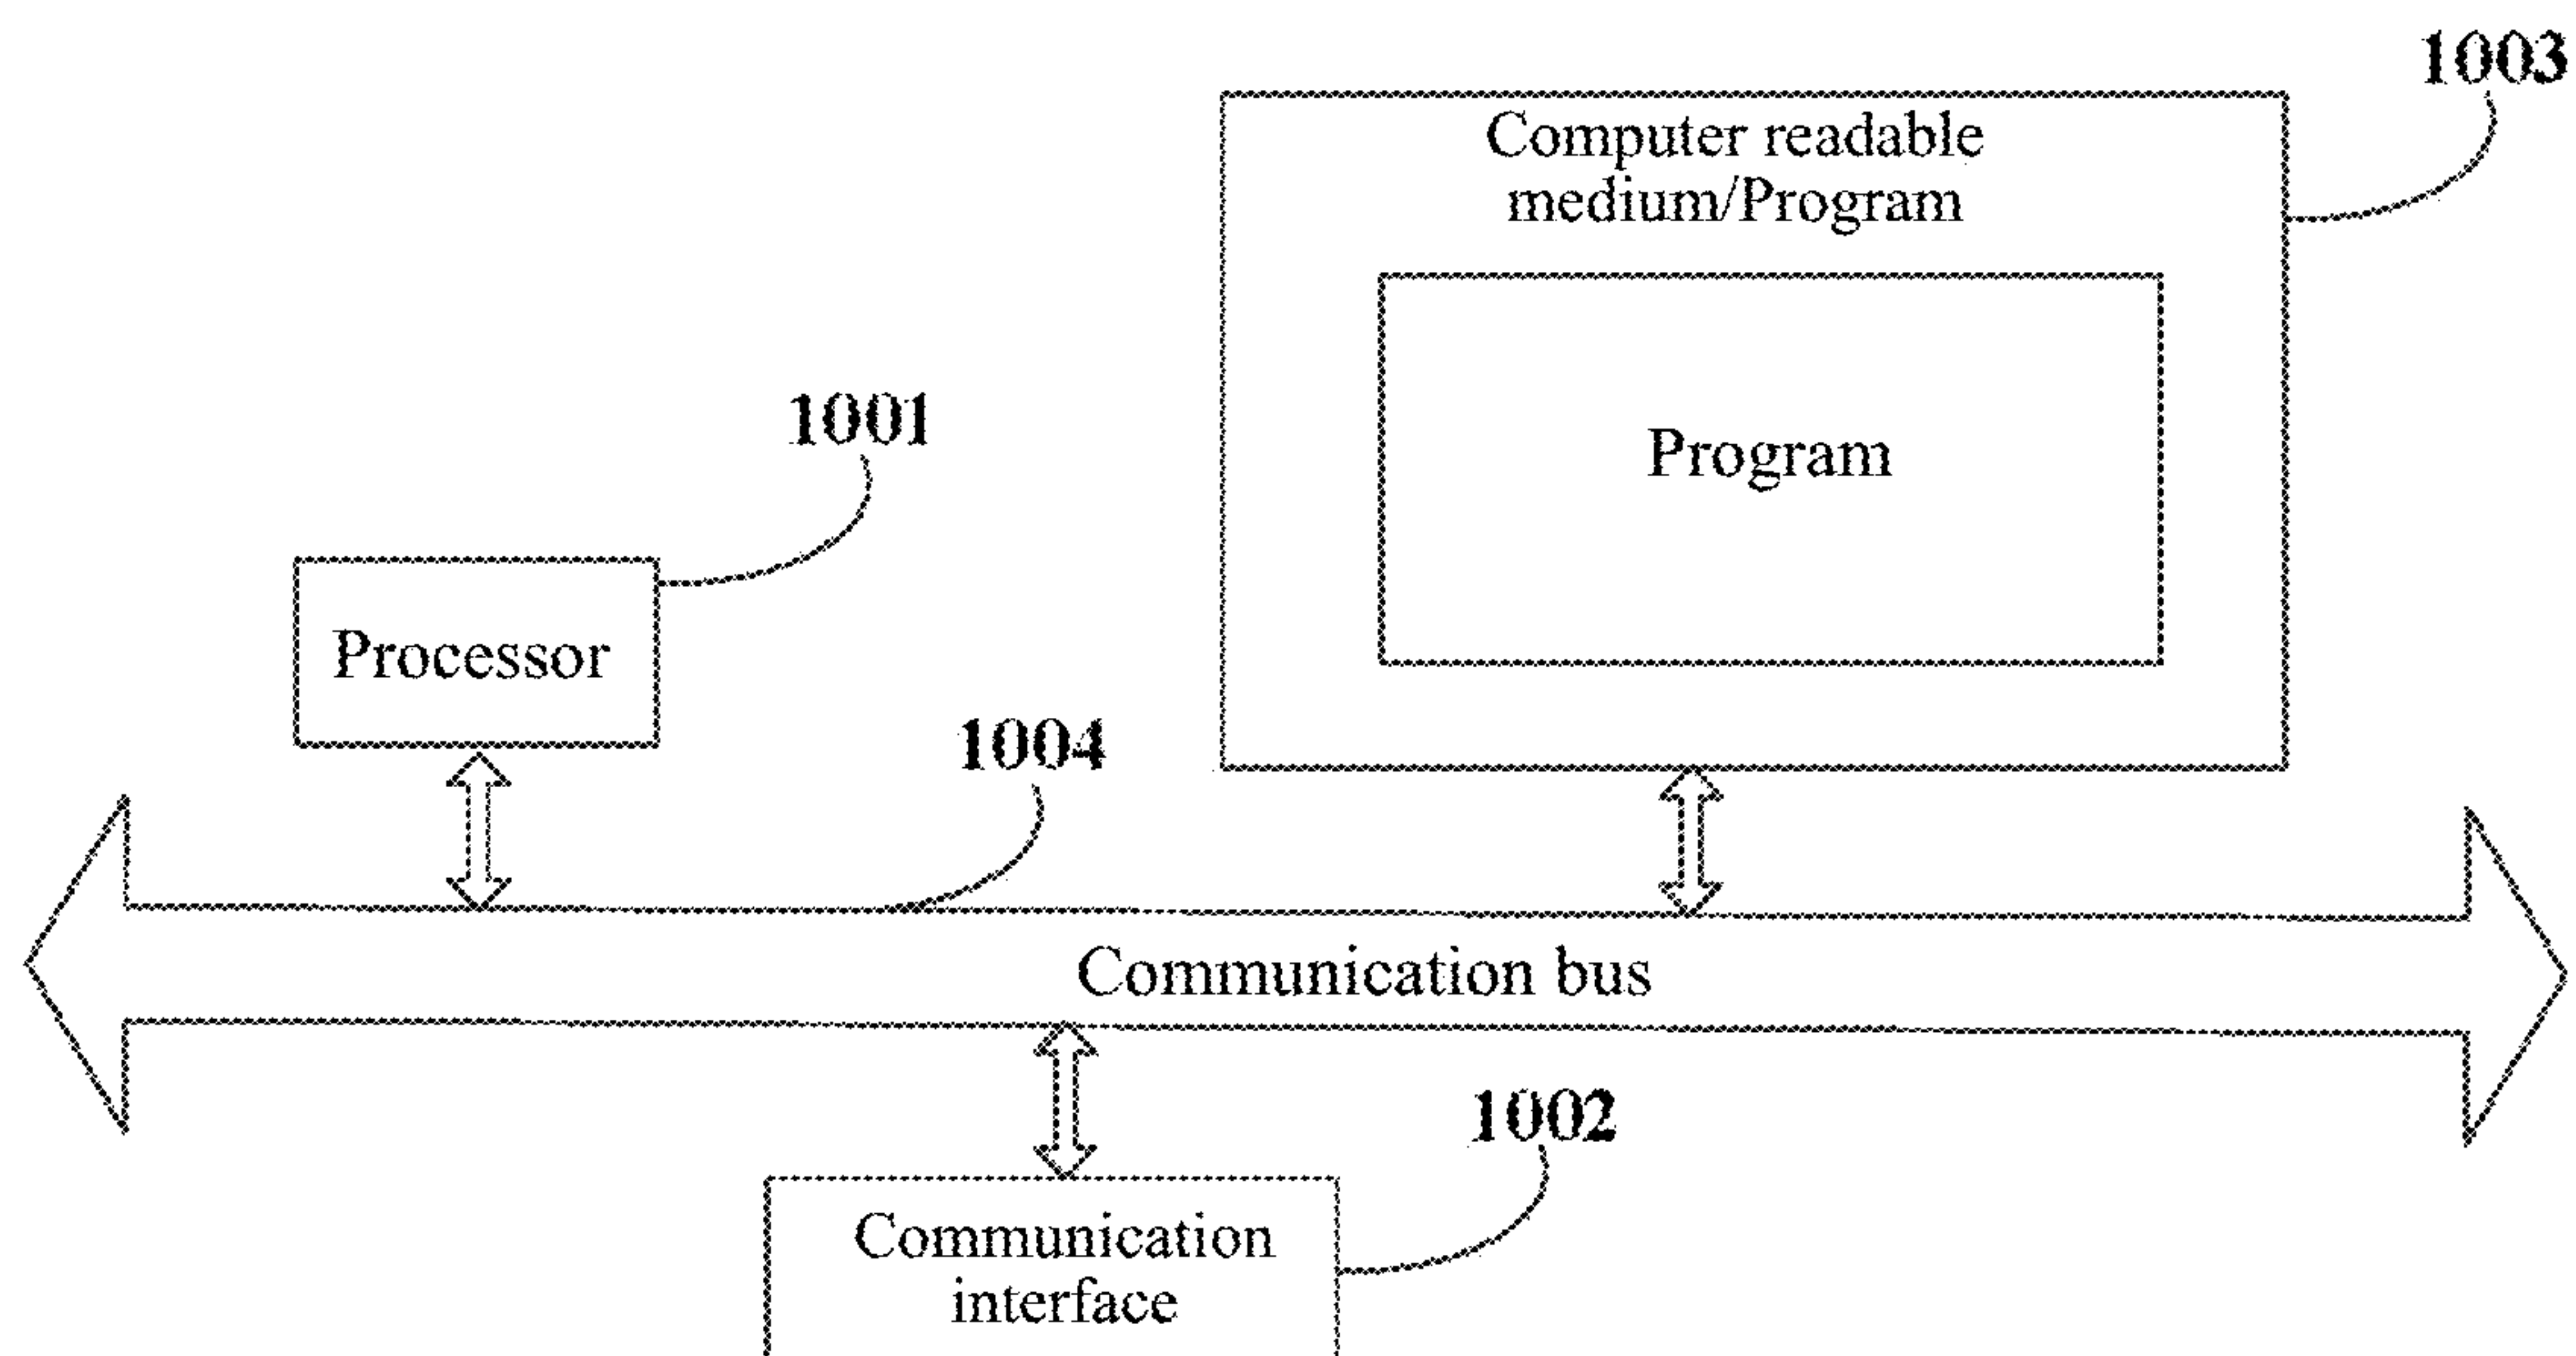 1003
Computer readable
medium/Program
Program
1001
Processor
1004
Communication bus
1002
Communication
interface